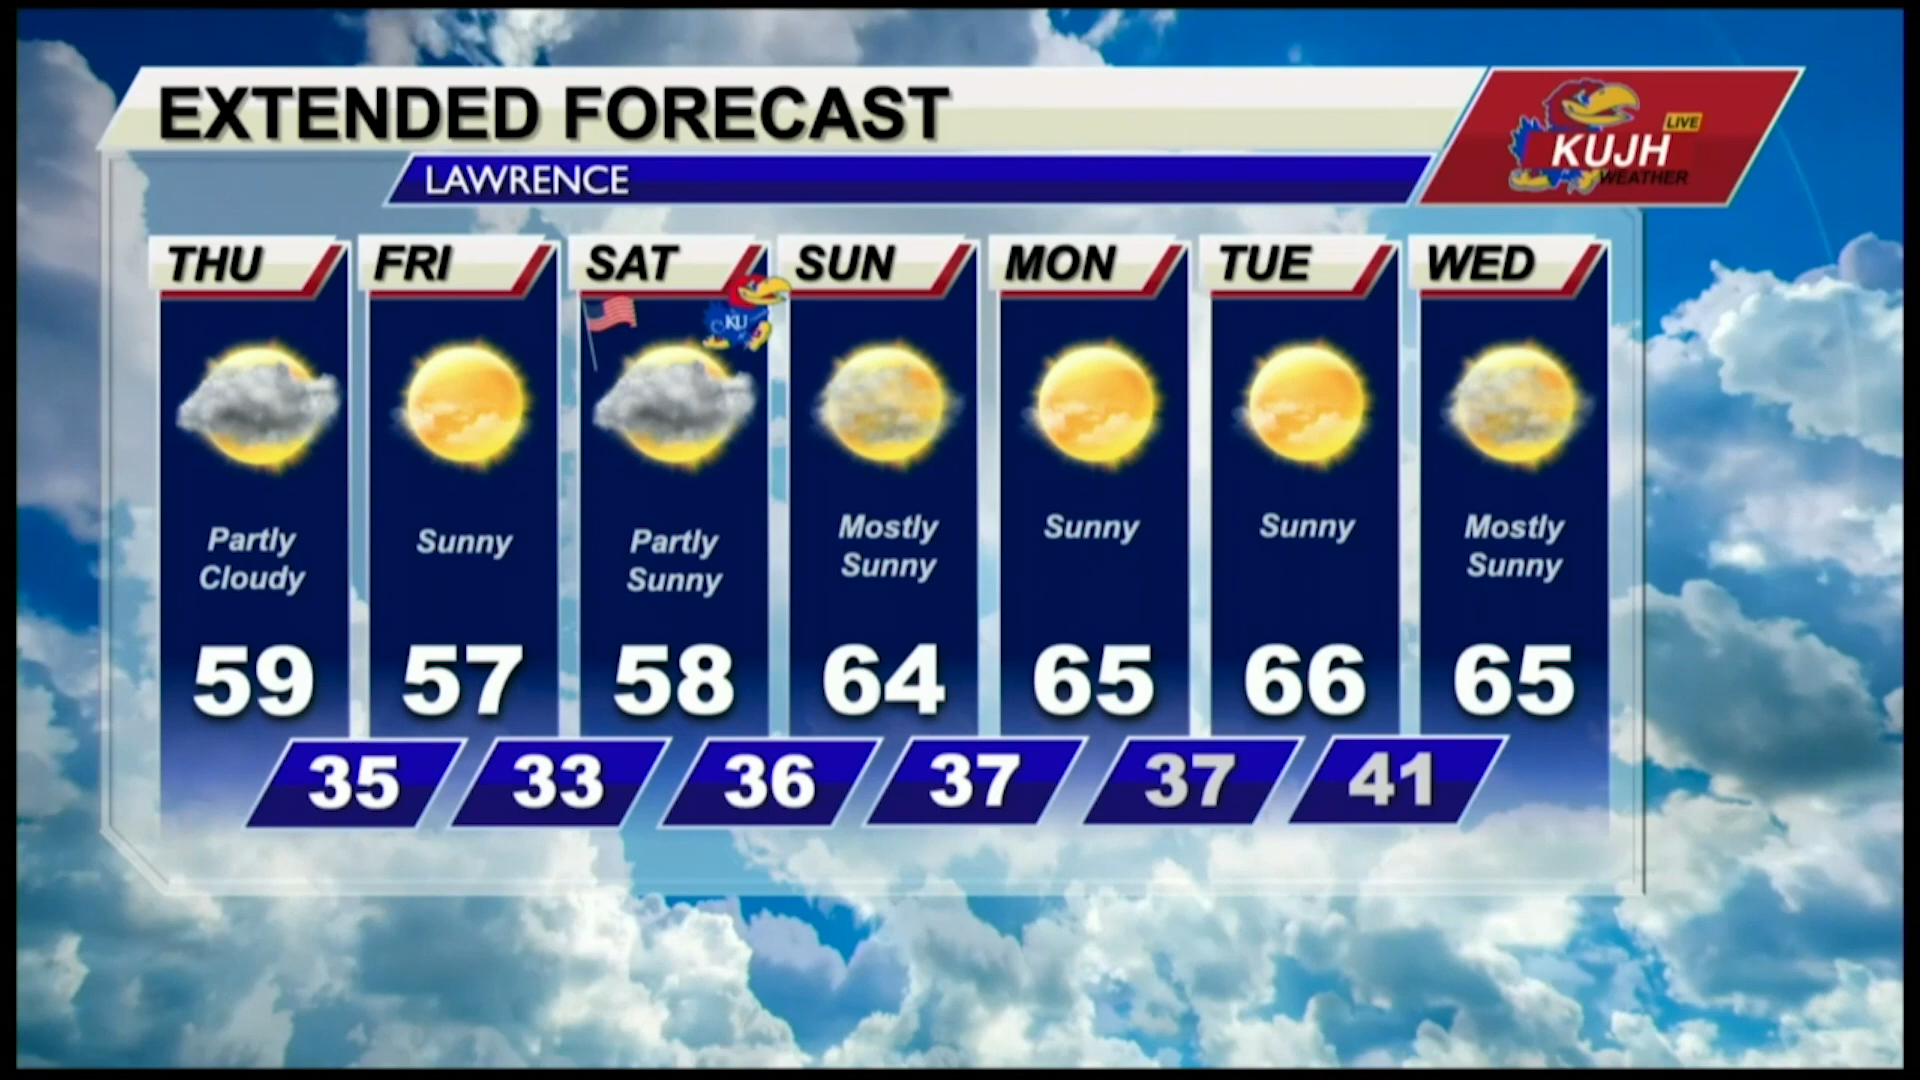 EXTENDED FORECAST
LAWRENCE
LIVE
KUJH
WEATHER
THU
FRI
SAT
SUN
MON
TUE
WED
KU
Partly
Cloudy
Sunny
Partly
Sunny
Mostly
Sunny
Sunny
Sunny
Mostly
Sunny
59
57
58
64
65
66
65
35
33
36
37
37
41